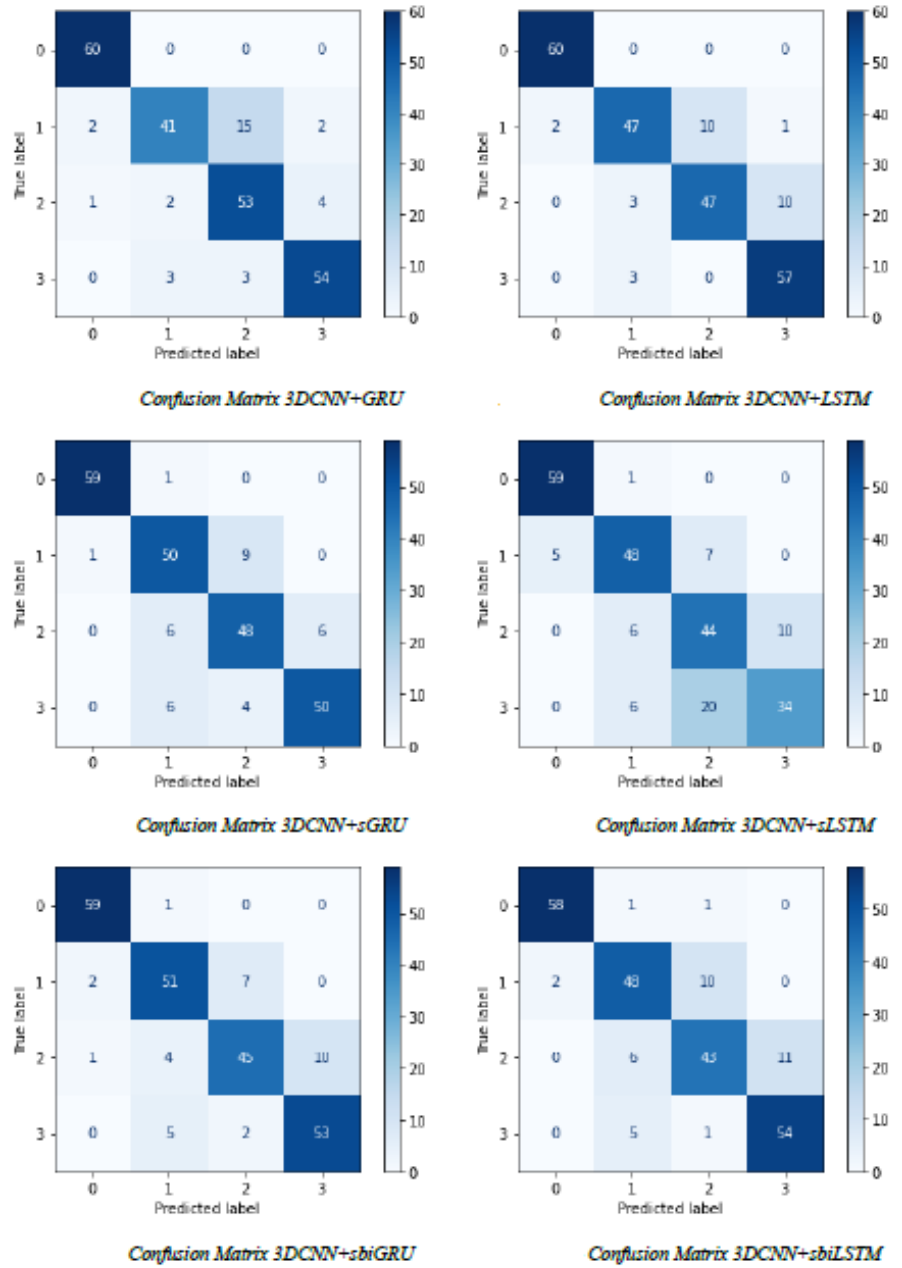 60
0 60 0 0 0
50
1 2 41 15 2
40
30
True label
2 1 2 53 4
20
10
3 0 3 3 54
0
0 1 2 3
Predicted label
Confusion Matrix 3DCNN+GRU
60
0 60 0 0 0
50
1 2 47 10 1
40
30
True label
2 0 3 47 10
20
10
3 0 3 0 57
0
0 1 2 3
Predicted label
Confusion Matrix 3DCNN+LSTM
0 59 1 0 0
50
1 1 50 9 0
40
30
True label
2 0 6 48 6
20
10
3 0 6 4 50
0
0 1 2 3
Predicted label
Confusion Matrix 3DCNN+sGRU
0 59 1 0 0
50
1 5 48 7 0
40
30
True label
2 0 6 44 10
20
10
3 0 6 20 34
0
0 1 2 3
Predicted label
Confusion Matrix 3DCNN+sLSTM
0 59 1 0 0
50
1 2 51 7 0
40
30
True label
2 1 4 45 10
20
10
3 0 5 2 53
0
0 1 2 3
Predicted label
Confusion Matrix 3DCNN+sbiGRU
0 58 1 1 0
50
1 2 48 10 0
40
30
True label
2 0 6 43 11
20
10
3 0 5 1 54
0
0 1 2 3
Predicted label
Confusion Matrix 3DCNN+sbiLSTM